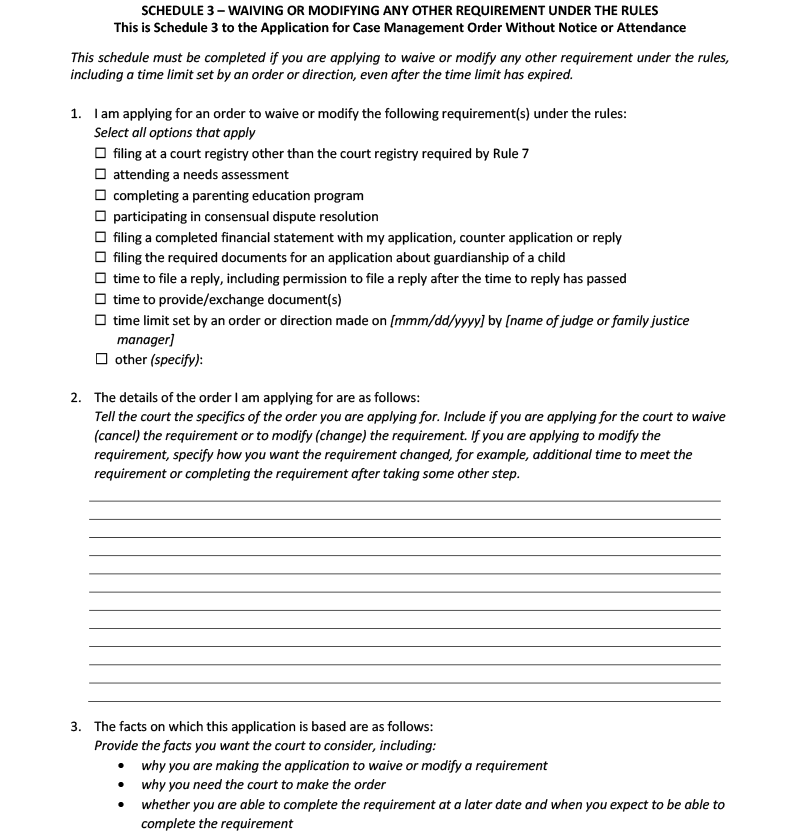 SCHEDULE 3 – WAIVING OR MODIFYING ANY OTHER REQUIREMENT UNDER THE RULES
This is Schedule 3 to the Application for Case Management Order Without Notice or Attendance
This schedule must be completed if you are applying to waive or modify any other requirement under the rules,
including a time limit set by an order or direction, even after the time limit has expired.
1. I am applying for an order to waive or modify the following requirement(s) under the rules:
Select all options that apply
☐ filing at a court registry other than the court registry required by Rule 7
☐ attending a needs assessment
☐ completing a parenting education program
☐ participating in consensual dispute resolution
☐ filing a completed financial statement with my application, counter application or reply
☐ filing the required documents for an application about guardianship of a child
☐ time to file a reply, including permission to file a reply after the time to reply has passed
☐ time to provide/exchange document(s)
☐ time limit set by an order or direction made on [mmm/dd/yyyy] by [name of judge or family justice
manager]
☐ other (specify):
2. The details of the order I am applying for are as follows:
Tell the court the specifics of the order you are applying for. Include if you are applying for the court to waive
(cancel) the requirement or to modify (change) the requirement. If you are applying to modify the
requirement, specify how you want the requirement changed, for example, additional time to meet the
requirement or completing the requirement after taking some other step.
3. The facts on which this application is based are as follows:
Provide the facts you want the court to consider, including:
• why you are making the application to waive or modify a requirement
• why you need the court to make the order
• whether you are able to complete the requirement at a later date and when you expect to be able to
complete the requirement